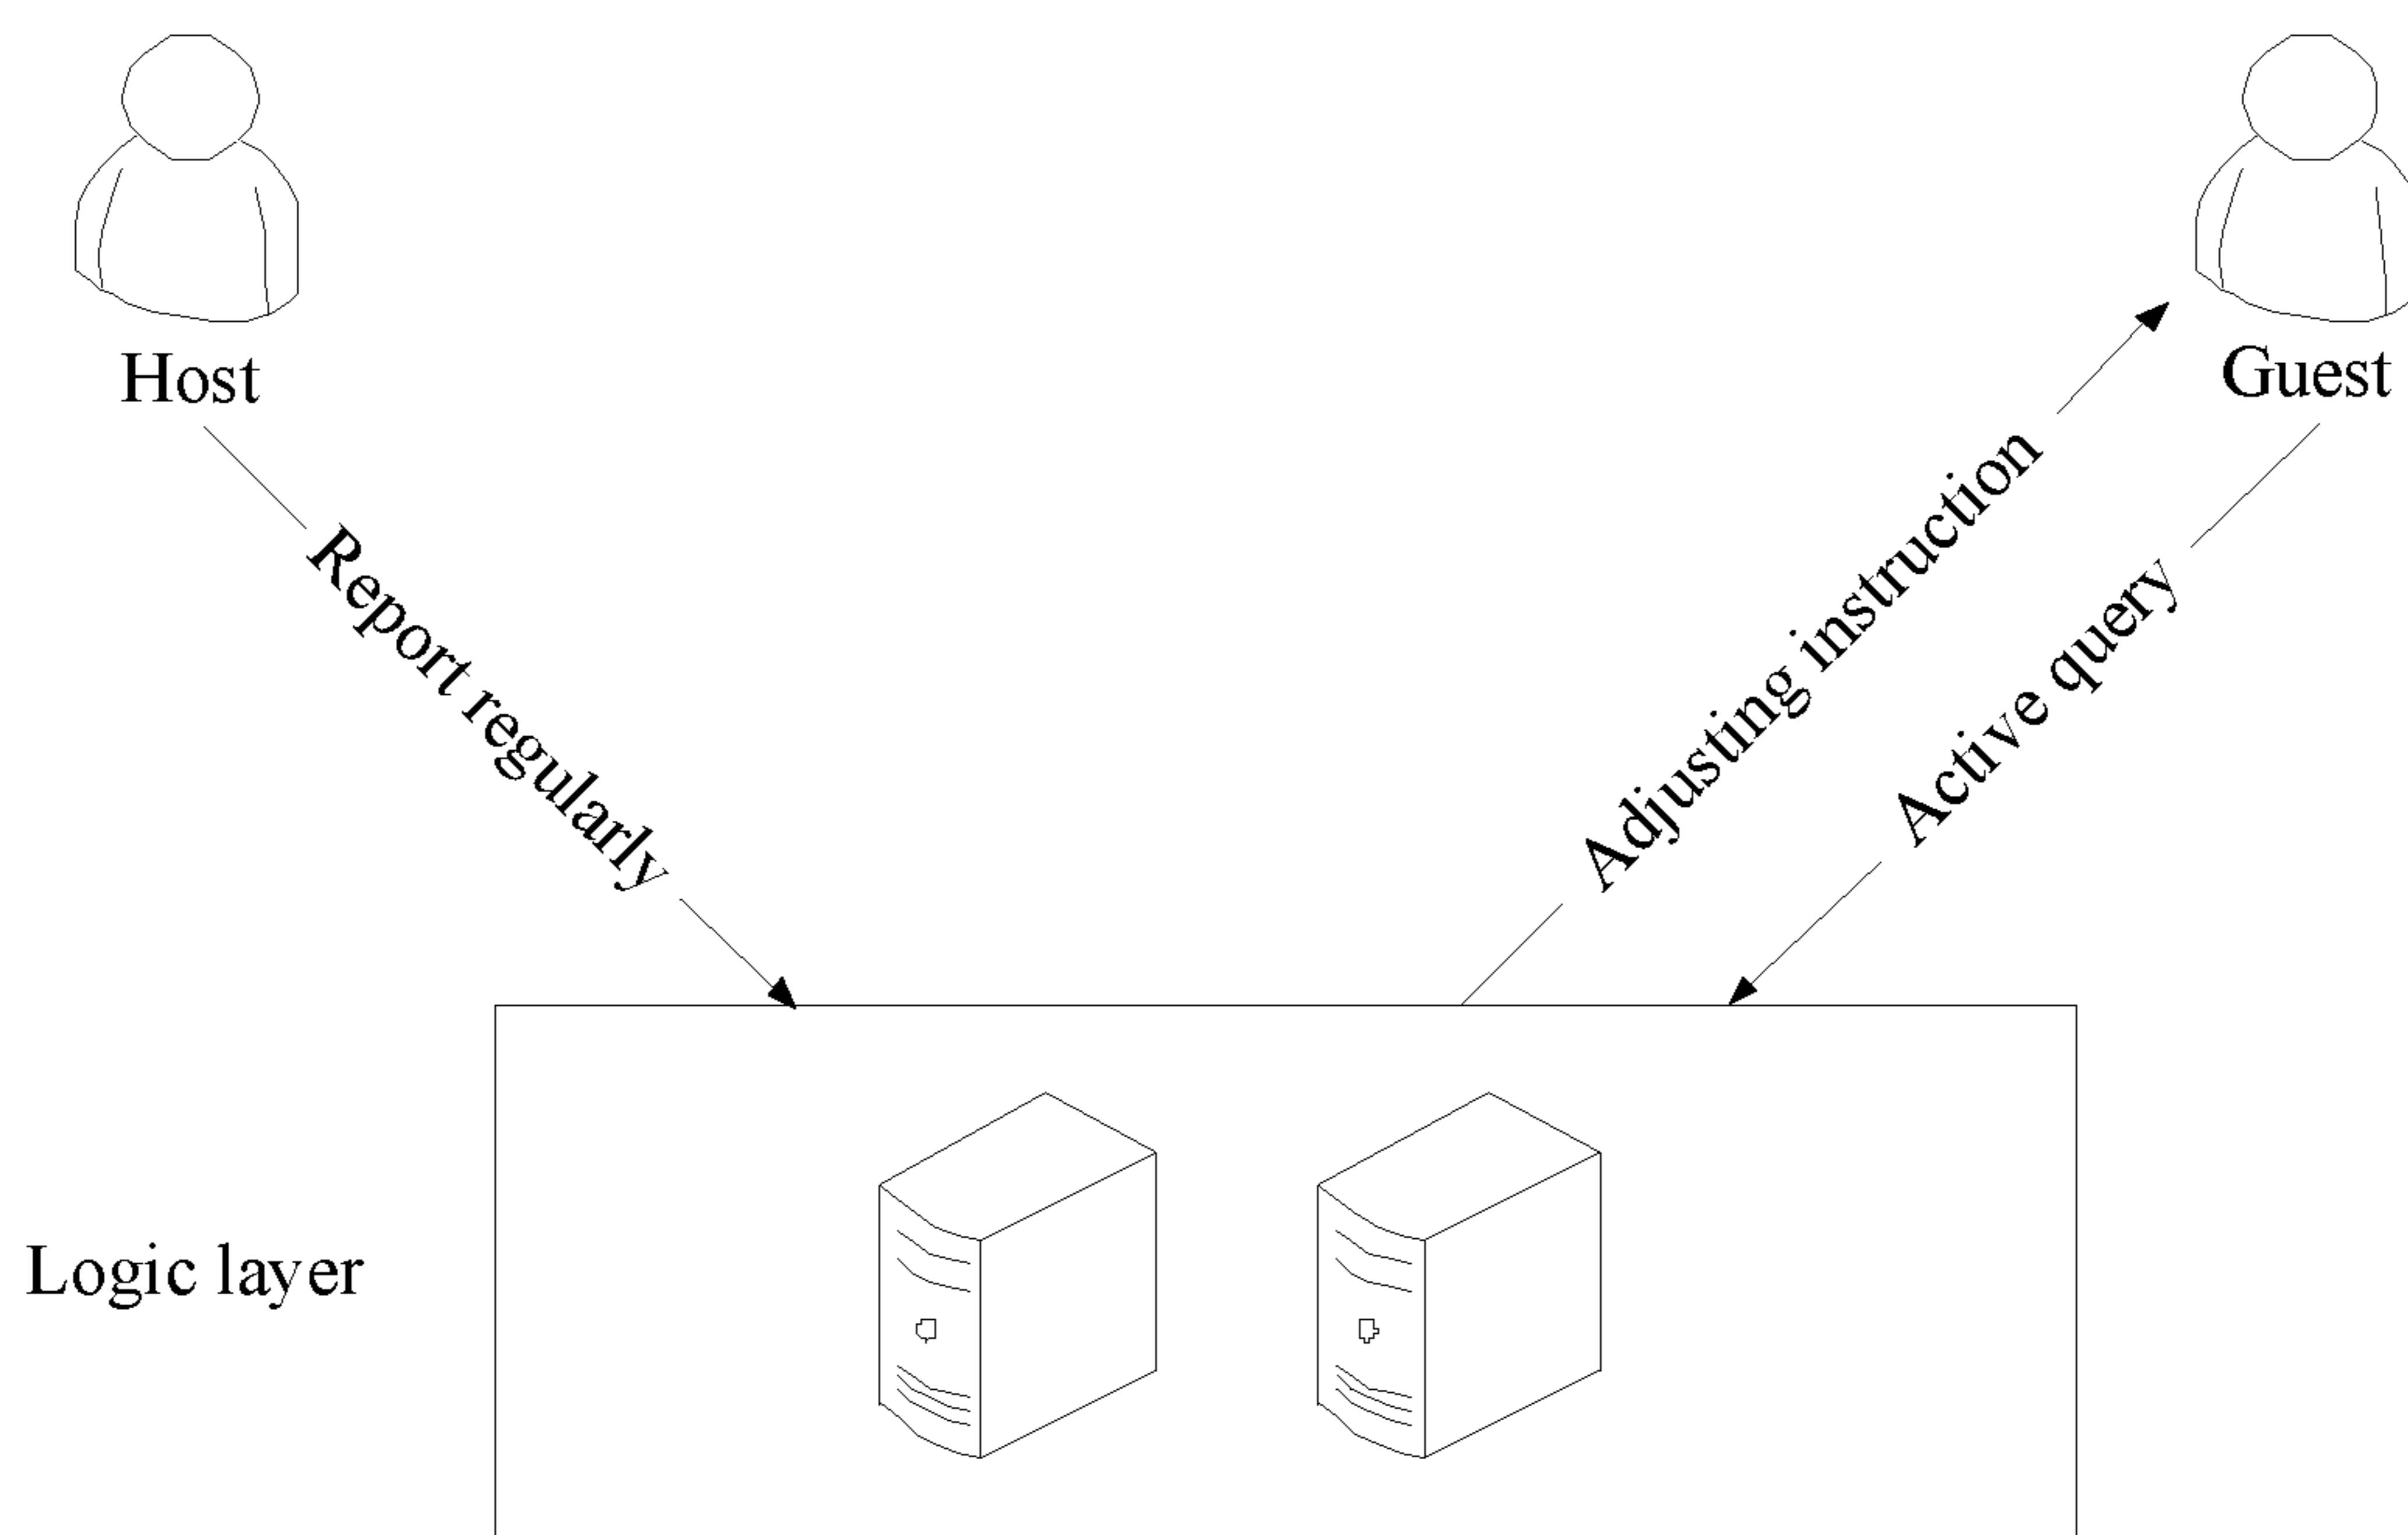 Host
Guest
Report regularly
Adjusting instruction
Active query
Logic layer